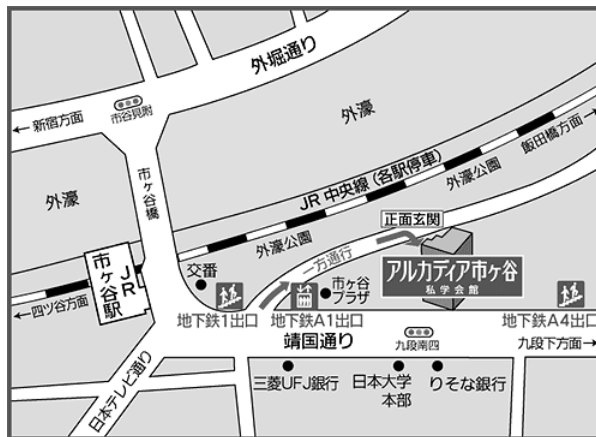 外堀通り
←新宿方面
市谷見附
外濠
飯田橋方面→
市ヶ谷橋
外濠
JR 中央線(各駅停車)
外濠公園
正面玄関
外濠公園
一方通行
JR
市ヶ谷駅
交番
市ヶ谷
プラザ
アルカディア市ヶ谷
私学会館
←四ツ谷方面
地下鉄1出口
地下鉄A1出口
地下鉄A4出口
靖国通り
九段南四
九段下方面→
日本テレビ通り
三菱UFJ銀行
日本大学
本部
りそな銀行